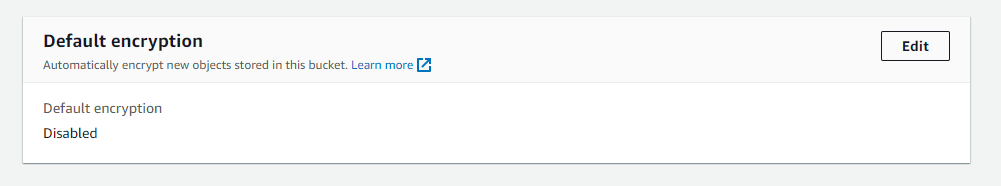 Default encryption
Edit
Automatically encrypt new objects stored in this bucket. Learn more
Default encryption
Disabled